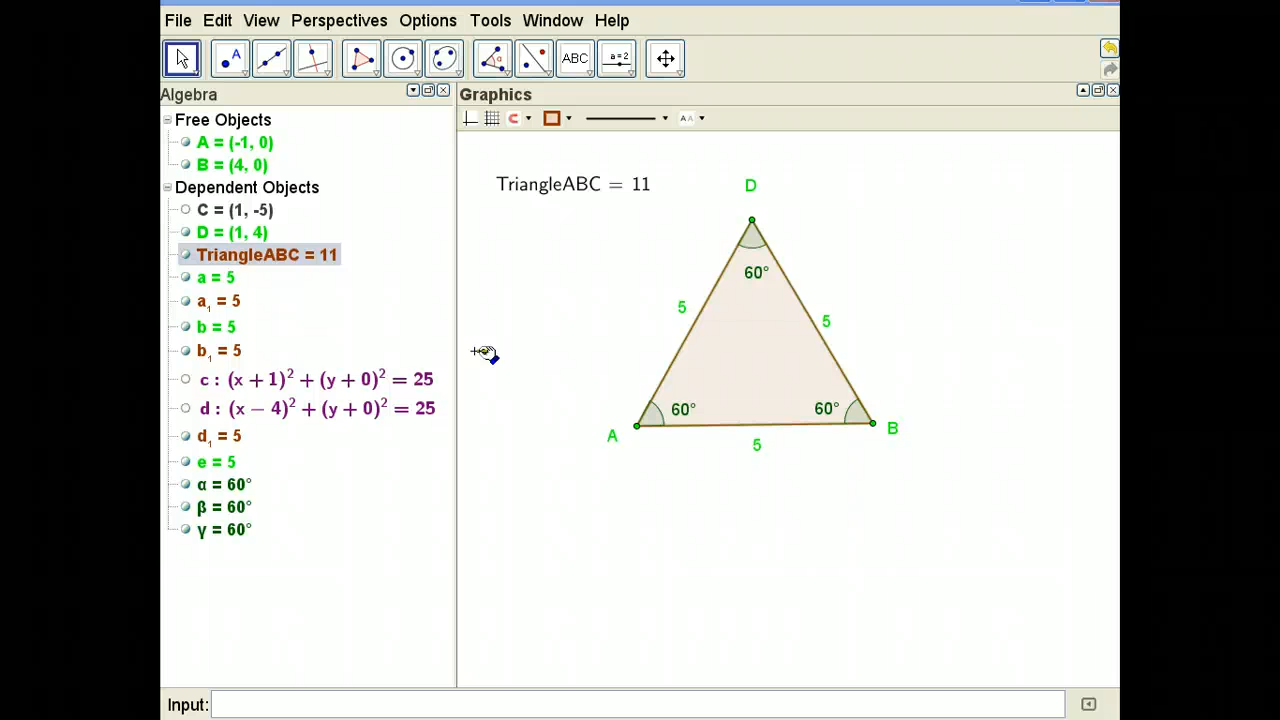 File Edit View Perspectives Options Tools Window Help
A ABC a=2
Algebra
Graphics
Free Objects
A = (-1, 0)
B = (4, 0)
Dependent Objects
C = (1, -5)
D = (1, 4)
TriangleABC = 11
a = 5
a₁ = 5
b = 5
b₁ = 5
c : (x + 1)² + (y + 0)² = 25
d : (x − 4)² + (y + 0)² = 25
d₁ = 5
e = 5
α = 60°
β = 60°
γ = 60°
AA
TriangleABC = 11
D
60°
5
5
60°
60°
A
B
5
Input: